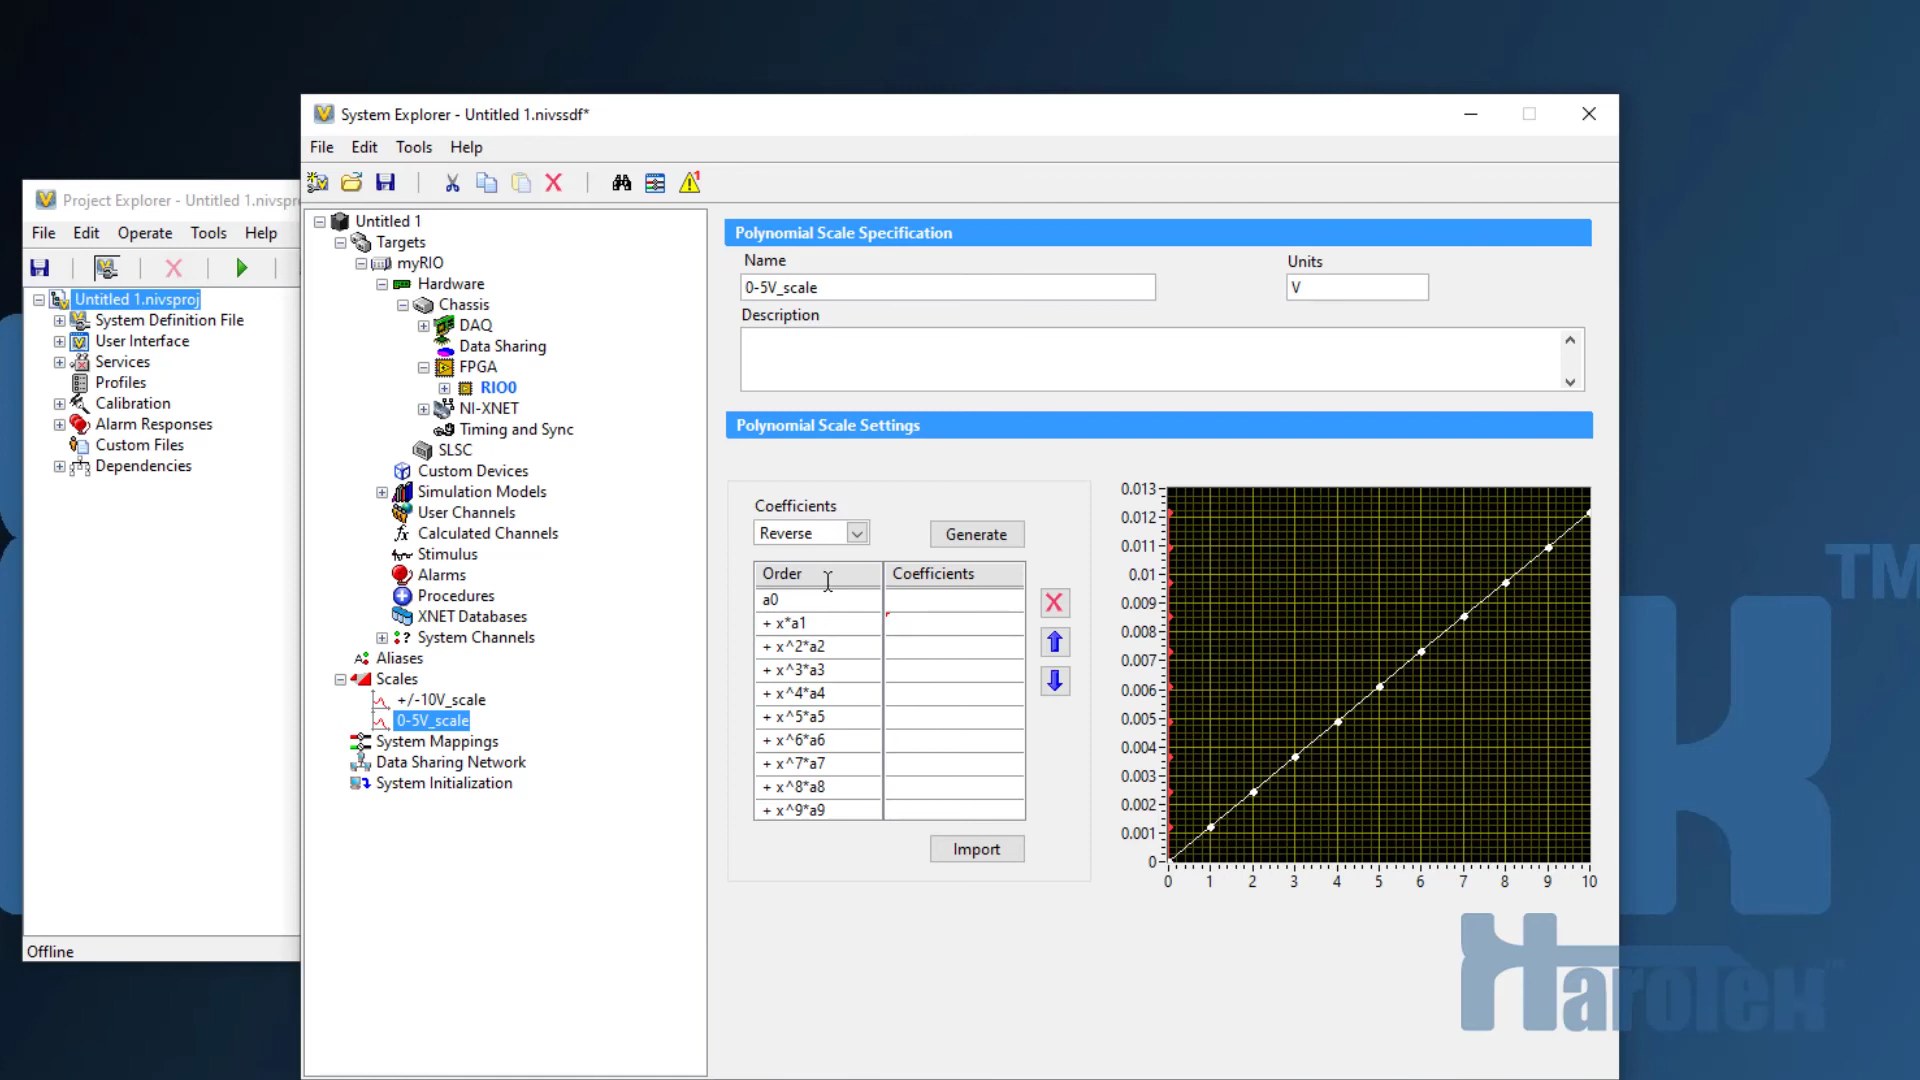 System Explorer - Untitled 1.nivssdf*
File Edit Tools Help
Project Explorer - Untitled 1.nivspr
File Edit Operate Tools Help
Untitled 1.nivsproj
System Definition File
User Interface
Services
Profiles
Calibration
Alarm Responses
Custom Files
Dependencies
Offline
Untitled 1
Targets
myRIO
Hardware
Chassis
DAQ
Data Sharing
FPGA
RIO0
NI-XNET
Timing and Sync
SLSC
Custom Devices
Simulation Models
User Channels
Calculated Channels
Stimulus
Alarms
Procedures
XNET Databases
System Channels
Aliases
Scales
+/-10V_scale
0-5V_scale
System Mappings
Data Sharing Network
System Initialization
Polynomial Scale Specification
Name Units
0-5V_scale V
Description
Polynomial Scale Settings
Coefficients
Reverse Generate
Order Coefficients
a0
+ x*a1
+ x^2*a2
+ x^3*a3
+ x^4*a4
+ x^5*a5
+ x^6*a6
+ x^7*a7
+ x^8*a8
+ x^9*a9
Import
0.013
0.012
0.011
0.01
0.009
0.008
0.007
0.006
0.005
0.004
0.003
0.002
0.001
0
0 1 2 3 4 5 6 7 8 9 10
TM
HaroTek™